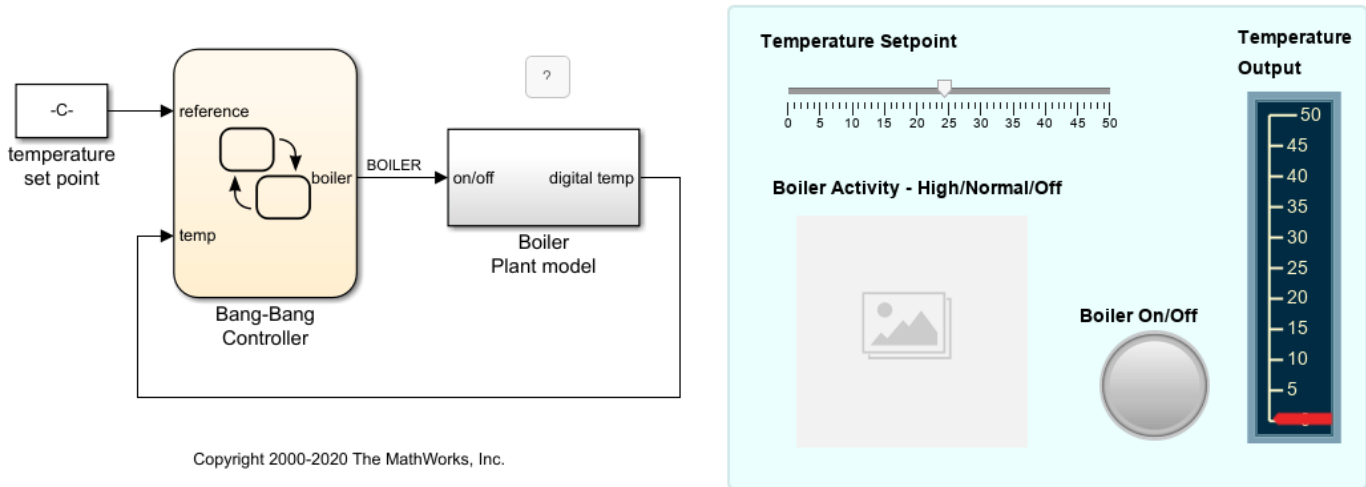 -C-
temperature
set point
reference
temp
boiler
Bang-Bang
Controller
BOILER
?
on/off
digital temp
Boiler
Plant model
Copyright 2000-2020 The MathWorks, Inc.
Temperature Setpoint
0 5 10 15 20 25 30 35 40 45 50
Boiler Activity - High/Normal/Off
Boiler On/Off
Temperature
Output
50
45
40
35
30
25
20
15
10
5